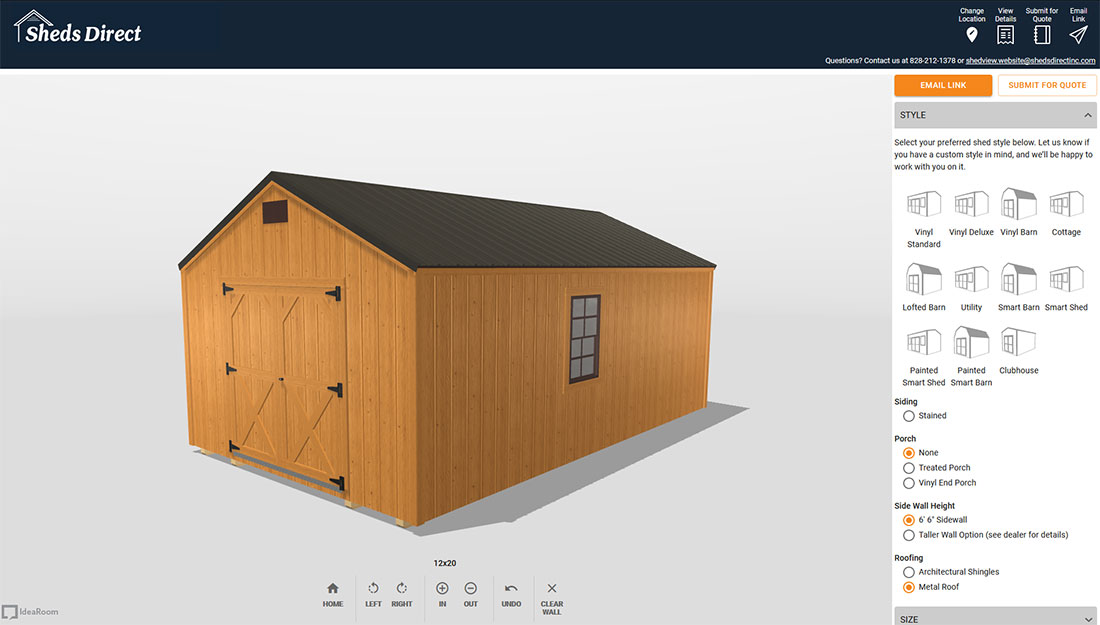 Sheds Direct
Change Location
View Details
Submit for Quote
Email Link
Questions? Contact us at 828-212-1378 or shedview.website@shedsdirectinc.com
EMAIL LINK
SUBMIT FOR QUOTE
STYLE
Select your preferred shed style below. Let us know if
you have a custom style in mind, and we'll be happy to
work with you on it.
Vinyl Standard
Vinyl Deluxe
Vinyl Barn
Cottage
Lofted Barn
Utility
Smart Barn
Smart Shed
Painted Smart Shed
Painted Smart Barn
Clubhouse
Siding
Stained
Porch
None
Treated Porch
Vinyl End Porch
Side Wall Height
6' 6" Sidewall
Taller Wall Option (see dealer for details)
Roofing
Architectural Shingles
Metal Roof
SIZE
12x20
HOME
LEFT
RIGHT
IN
OUT
UNDO
CLEAR WALL
IdeaRoom